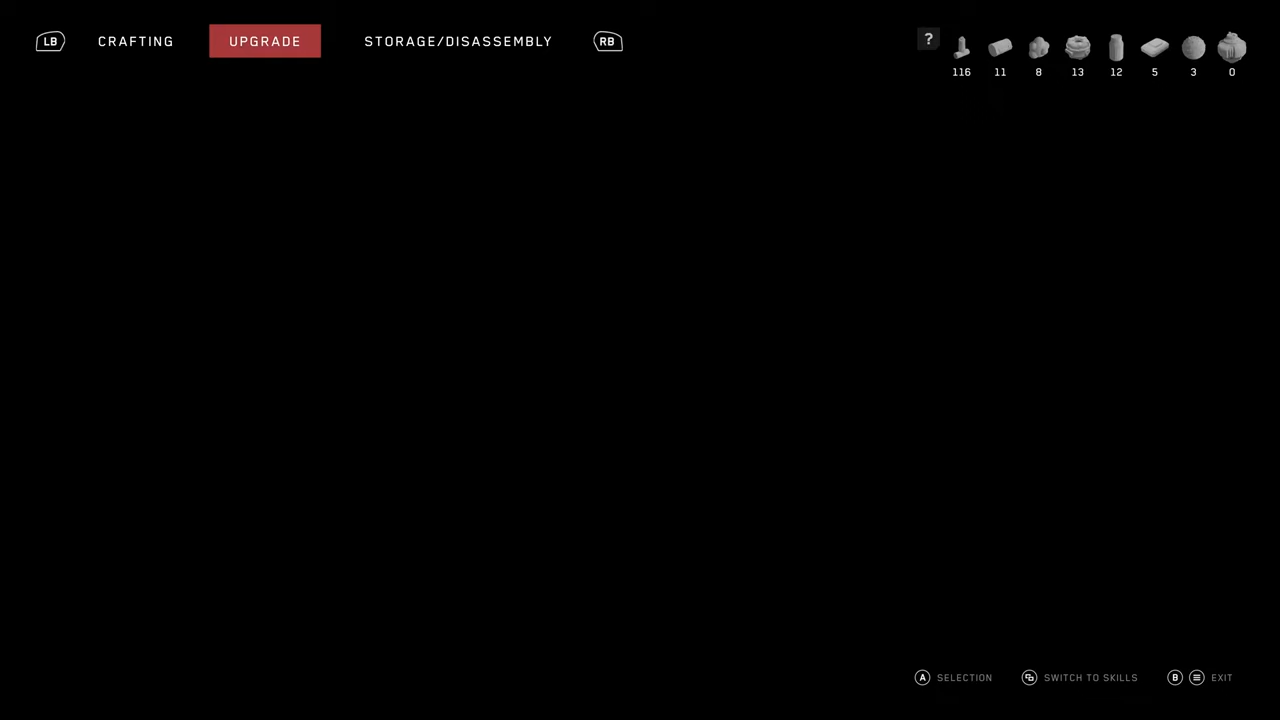 LB CRAFTING UPGRADE STORAGE/DISASSEMBLY RB ?
116 11 8 13 12 5 3 0
A SELECTION SWITCH TO SKILLS B EXIT